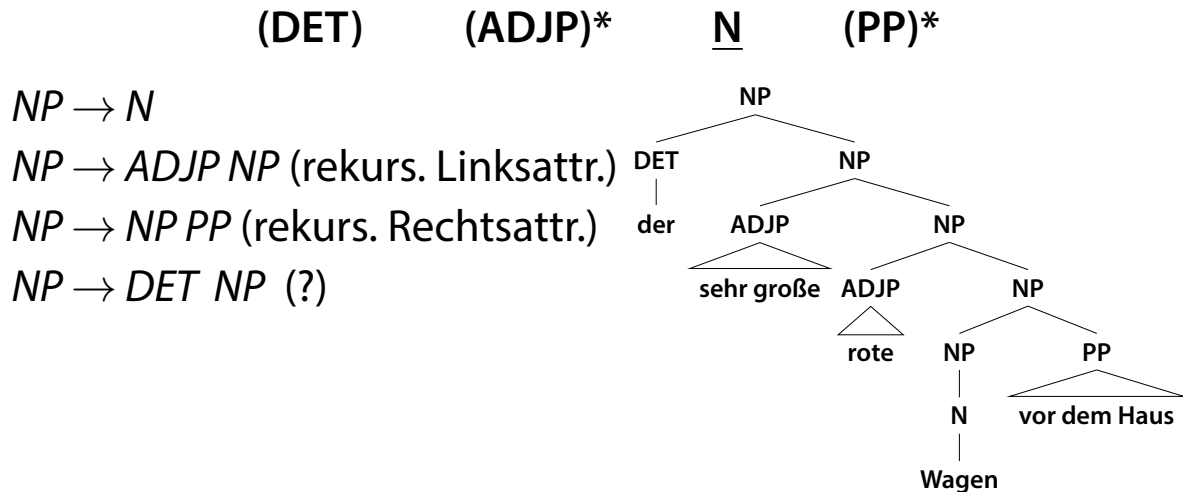 (DET) (ADJP)* N (PP)*
NP → N
NP → ADJP NP (rekurs. Linksattr.)
NP → NP PP (rekurs. Rechtsattr.)
NP → DET NP (?)
NP
DET NP
der ADJP NP
sehr große ADJP NP
rote NP PP
N vor dem Haus
Wagen